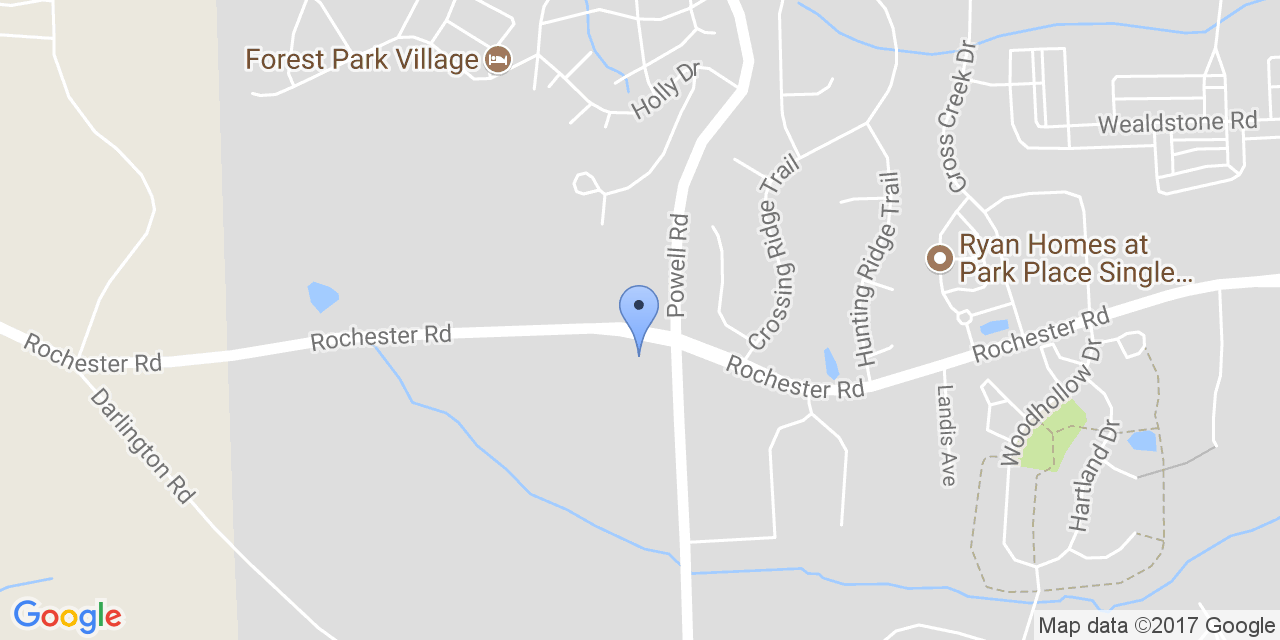 Forest Park Village
Holly Dr
Cross Creek Dr
Wealdstone Rd
Crossing Ridge Trail
Hunting Ridge Trail
Powell Rd
Ryan Homes at
Park Place Single...
Rochester Rd
Rochester Rd
Rochester Rd
Rochester Rd
Darlington Rd
Landis Ave
Woodhollow Dr
Hartland Dr
Google
Map data ©2017 Google